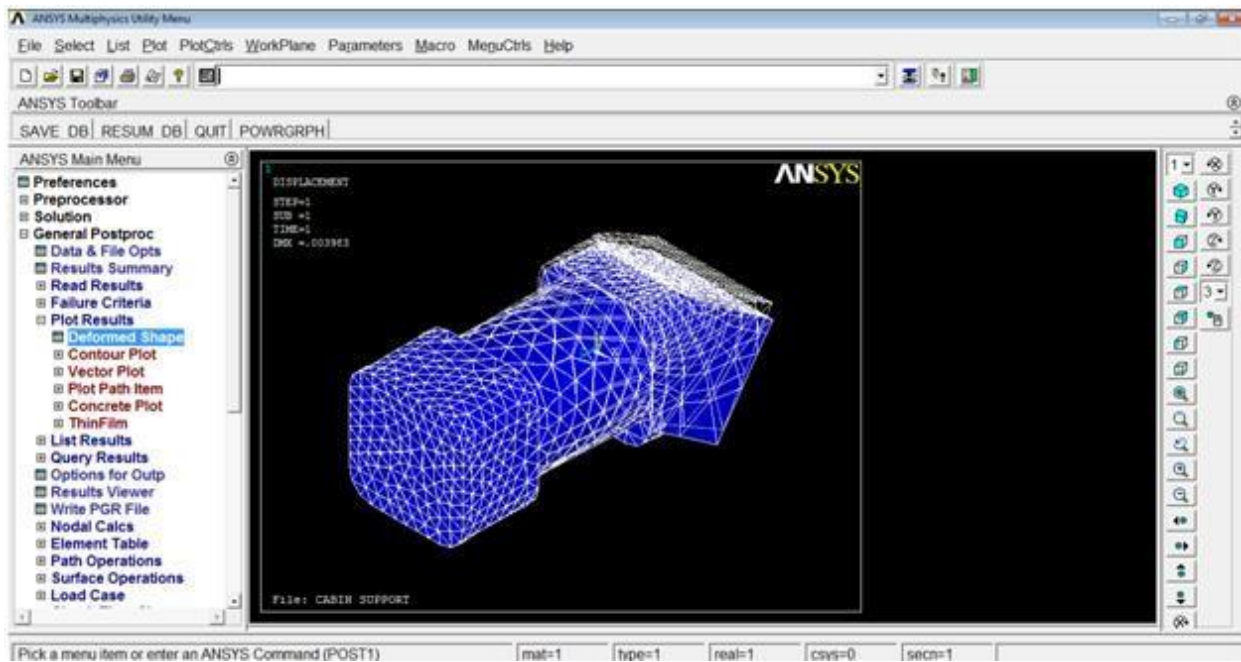 ANSYS Multiphysics Utility Menu
File Select List Plot PlotCtrls WorkPlane Parameters Macro MenuCtrls Help
ANSYS Toolbar
SAVE_DB RESUM_DB QUIT POWRGRPH
ANSYS Main Menu
Preferences
Preprocessor
Solution
General Postproc
Data & File Opts
Results Summary
Read Results
Failure Criteria
Plot Results
Deformed Shape
Contour Plot
Vector Plot
Plot Path Item
Concrete Plot
ThinFilm
List Results
Query Results
Options for Outp
Results Viewer
Write PGR File
Nodal Calcs
Element Table
Path Operations
Surface Operations
Load Case
1
DISPLACEMENT
STEP=1
SUB =1
TIME=1
DMX =.003983
ANSYS
File: CABIN SUPPORT
1
3
Pick a menu item or enter an ANSYS Command (POST1) mat=1 type=1 real=1 csys=0 secn=1